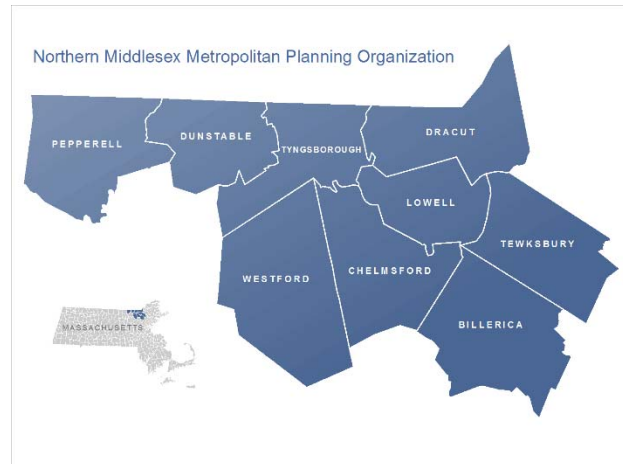 Northern Middlesex Metropolitan Planning Organization
PEPPERELL
DUNSTABLE
TYNGSBOROUGH
DRACUT
LOWELL
TEWKSBURY
WESTFORD
CHELMSFORD
BILLERICA
MASSACHUSETTS